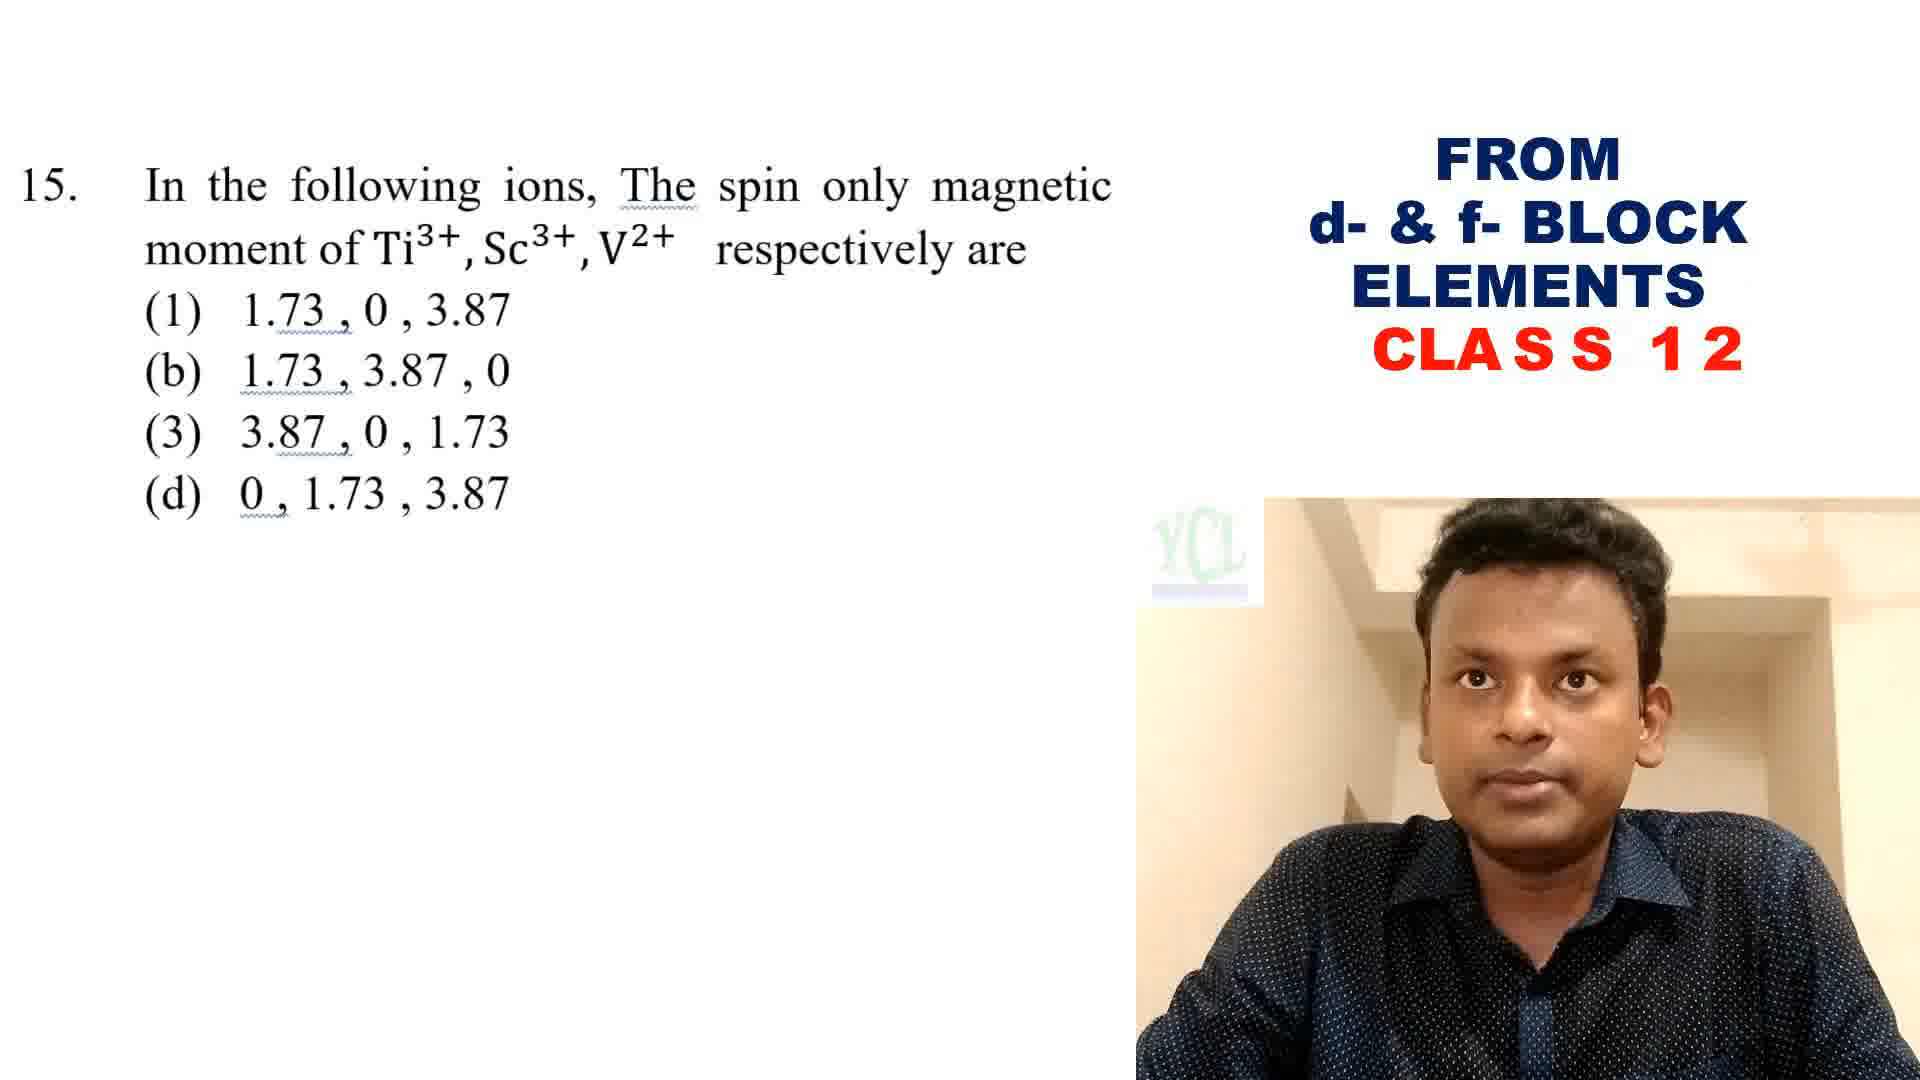 15. In the following ions, The spin only magnetic
moment of Ti³⁺, Sc³⁺, V²⁺ respectively are
(1) 1.73 , 0 , 3.87
(b) 1.73 , 3.87 , 0
(3) 3.87 , 0 , 1.73
(d) 0 , 1.73 , 3.87
FROM
d- & f- BLOCK
ELEMENTS
CLASS 12
YCL